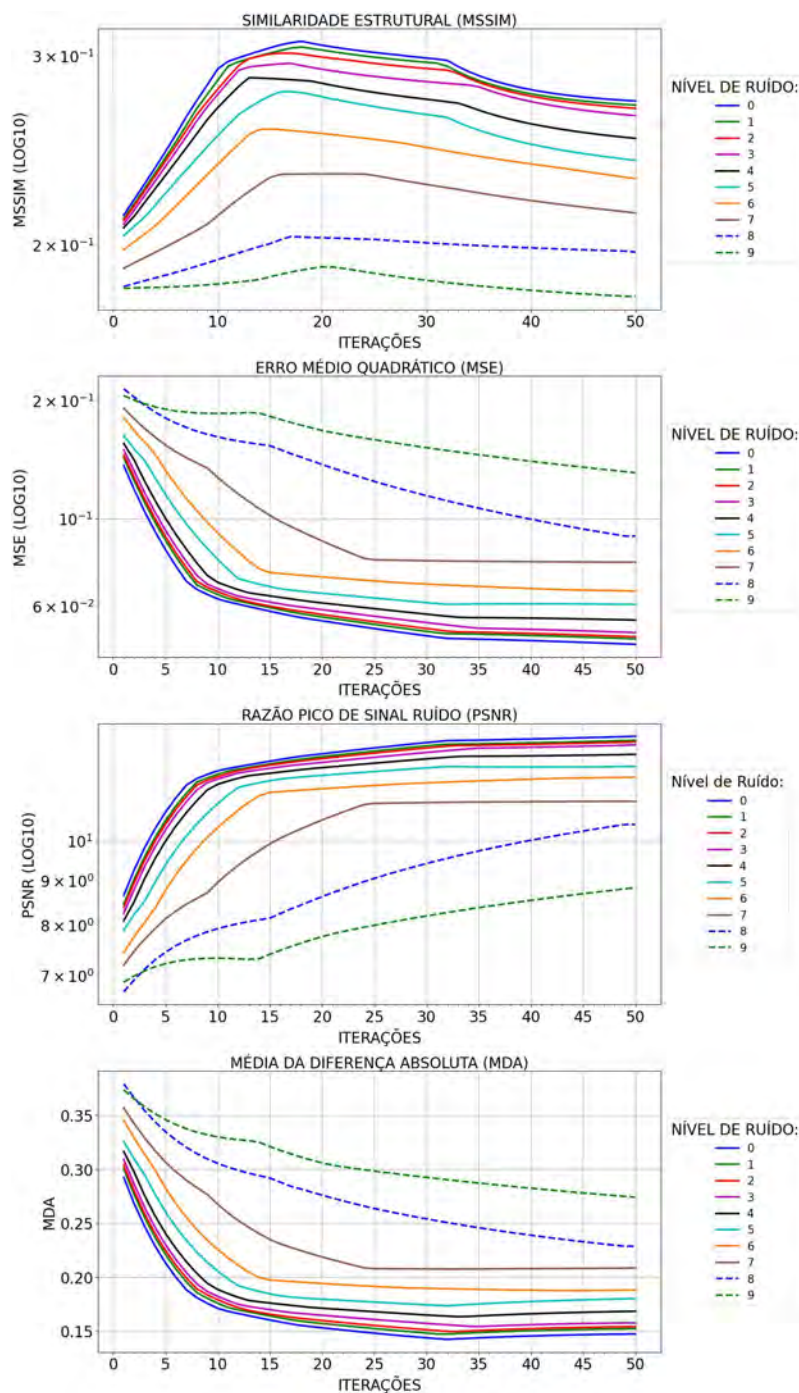 SIMILARIDADE ESTRUTURAL (MSSIM)
3 × 10⁻¹
2 × 10⁻¹
MSSIM (LOG10)
0 10 20 30 40 50
ITERAÇÕES
NÍVEL DE RUÍDO:
0
1
2
3
4
5
6
7
8
9
ERRO MÉDIO QUADRÁTICO (MSE)
2 × 10⁻¹
10⁻¹
6 × 10⁻²
MSE (LOG10)
0 5 10 15 20 25 30 35 40 45 50
ITERAÇÕES
NÍVEL DE RUÍDO:
0
1
2
3
4
5
6
7
8
9
RAZÃO PICO DE SINAL RUÍDO (PSNR)
10¹
9 × 10⁰
8 × 10⁰
7 × 10⁰
PSNR (LOG10)
0 5 10 15 20 25 30 35 40 45 50
ITERAÇÕES
Nível de Ruído:
0
1
2
3
4
5
6
7
8
9
MÉDIA DA DIFERENÇA ABSOLUTA (MDA)
0.35
0.30
0.25
0.20
0.15
MDA
0 5 10 15 20 25 30 35 40 45 50
ITERAÇÕES
NÍVEL DE RUÍDO:
0
1
2
3
4
5
6
7
8
9